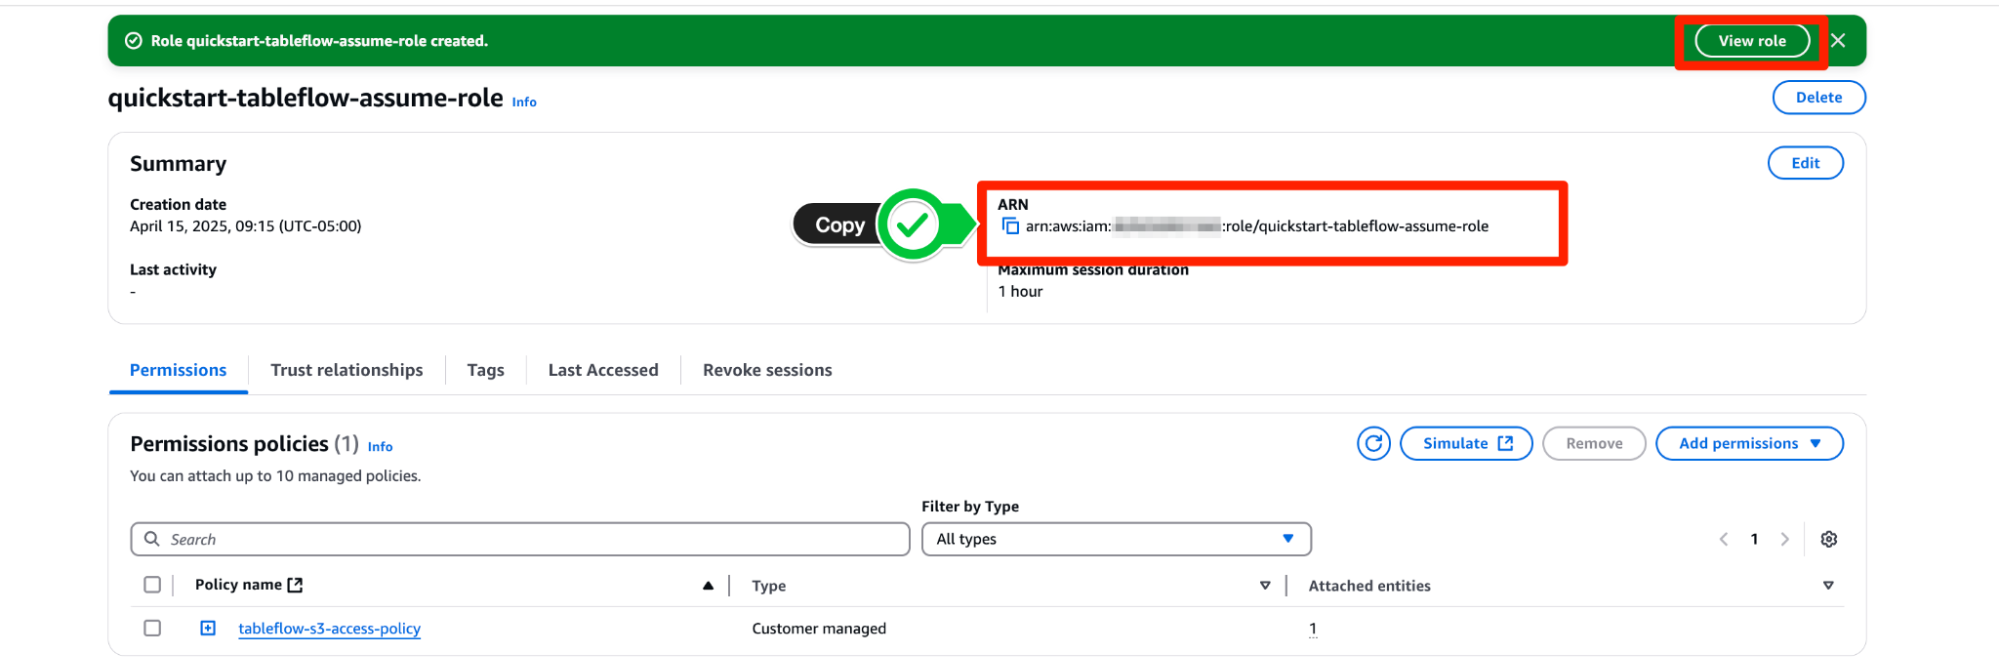 Role quickstart-tableflow-assume-role created.
View role
quickstart-tableflow-assume-role Info
Delete
Summary
Edit
Creation date
April 15, 2025, 09:15 (UTC-05:00)
Copy
ARN
arn:aws:iam: :role/quickstart-tableflow-assume-role
Last activity
-
Maximum session duration
1 hour
Permissions
Trust relationships
Tags
Last Accessed
Revoke sessions
Permissions policies (1) Info
You can attach up to 10 managed policies.
Simulate
Remove
Add permissions
Filter by Type
Search
All types
1
Policy name
Type
Attached entities
tableflow-s3-access-policy
Customer managed
1